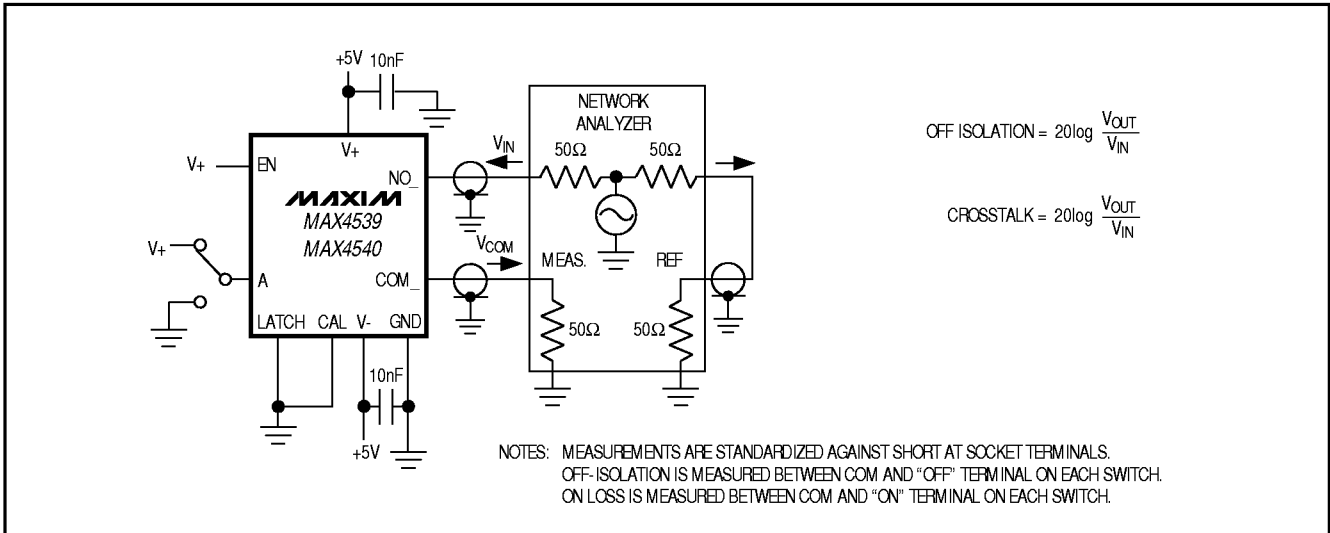 +5V 10nF
NETWORK
ANALYZER
50Ω 50Ω
V+ EN
V+
NO_
VIN
MAXIM
MAX4539
MAX4540
VCOM
V+
A
COM_
MEAS. REF
LATCH CAL V- GND
50Ω 50Ω
10nF
+5V
OFF ISOLATION = 20log VOUT
VIN
CROSSTALK = 20log VOUT
VIN
NOTES: MEASUREMENTS ARE STANDARDIZED AGAINST SHORT AT SOCKET TERMINALS.
OFF-ISOLATION IS MEASURED BETWEEN COM AND "OFF" TERMINAL ON EACH SWITCH.
ON LOSS IS MEASURED BETWEEN COM AND "ON" TERMINAL ON EACH SWITCH.